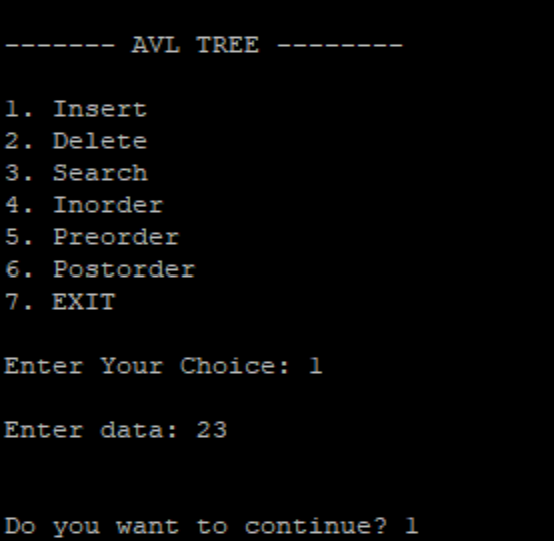 ------- AVL TREE --------
1. Insert
2. Delete
3. Search
4. Inorder
5. Preorder
6. Postorder
7. EXIT
Enter Your Choice: 1
Enter data: 23
Do you want to continue? 1